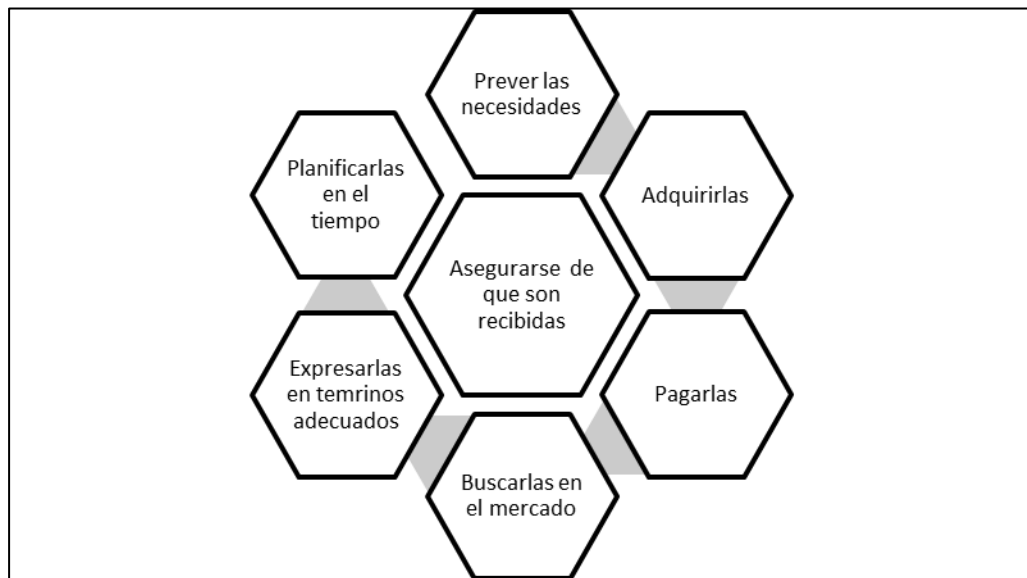 Prever las
necesidades
Adquirirlas
Pagarlas
Buscarlas en
el mercado
Expresarlas
en temrinos
adecuados
Planificarlas
en el
tiempo
Asegurarse de
que son
recibidas